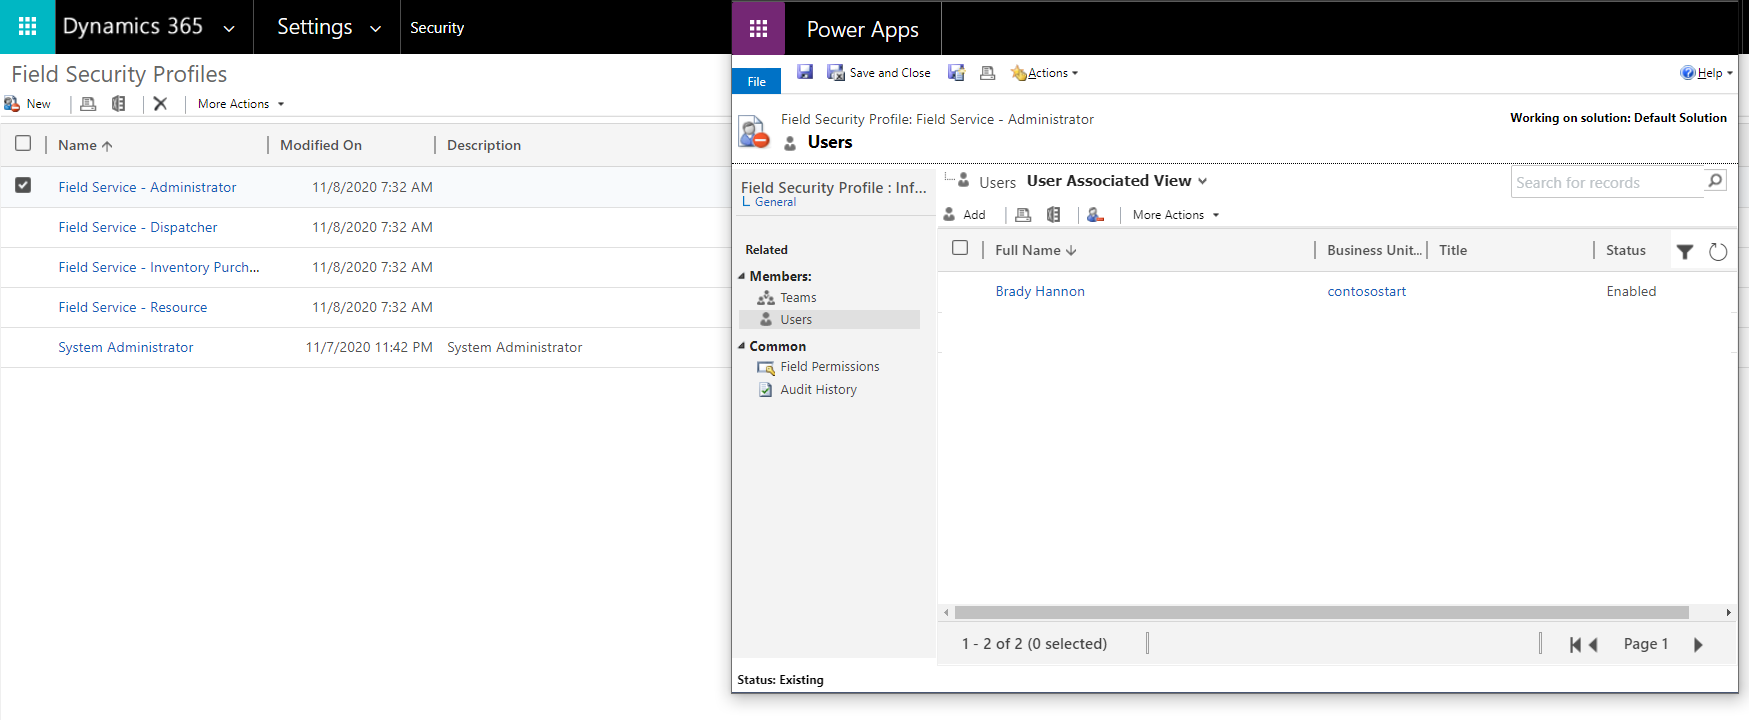 Dynamics 365
Settings
Security
Field Security Profiles
New
More Actions
Name
Modified On
Description
Field Service - Administrator
11/8/2020 7:32 AM
Field Service - Dispatcher
11/8/2020 7:32 AM
Field Service - Inventory Purch...
11/8/2020 7:32 AM
Field Service - Resource
11/8/2020 7:32 AM
System Administrator
11/7/2020 11:42 PM
System Administrator
Power Apps
File
Save and Close
Actions
Help
Field Security Profile: Field Service - Administrator
Users
Working on solution: Default Solution
Field Security Profile : Inf...
General
Related
Members:
Teams
Users
Common
Field Permissions
Audit History
Users
User Associated View
Search for records
Add
More Actions
Full Name
Business Unit...
Title
Status
Brady Hannon
contosostart
Enabled
1 - 2 of 2 (0 selected)
Page 1
Status: Existing